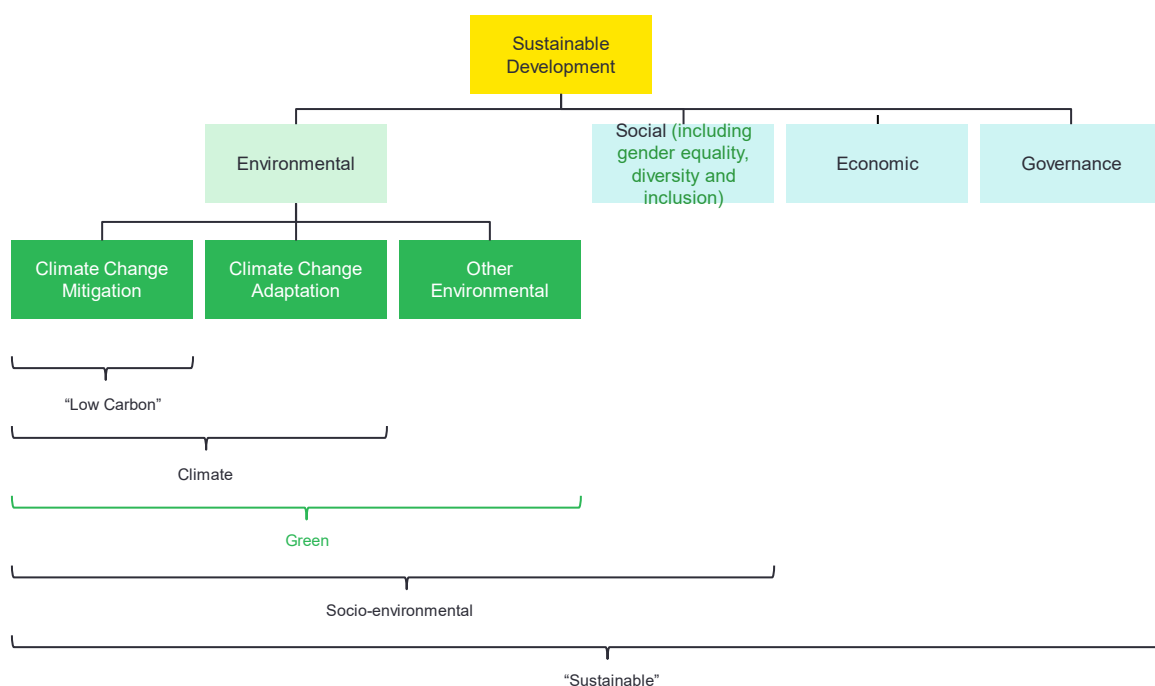 Sustainable
Development
Environmental
Social (including
gender equality,
diversity and
inclusion)
Economic
Governance
Climate Change
Mitigation
Climate Change
Adaptation
Other
Environmental
“Low Carbon”
Climate
Green
Socio-environmental
“Sustainable”